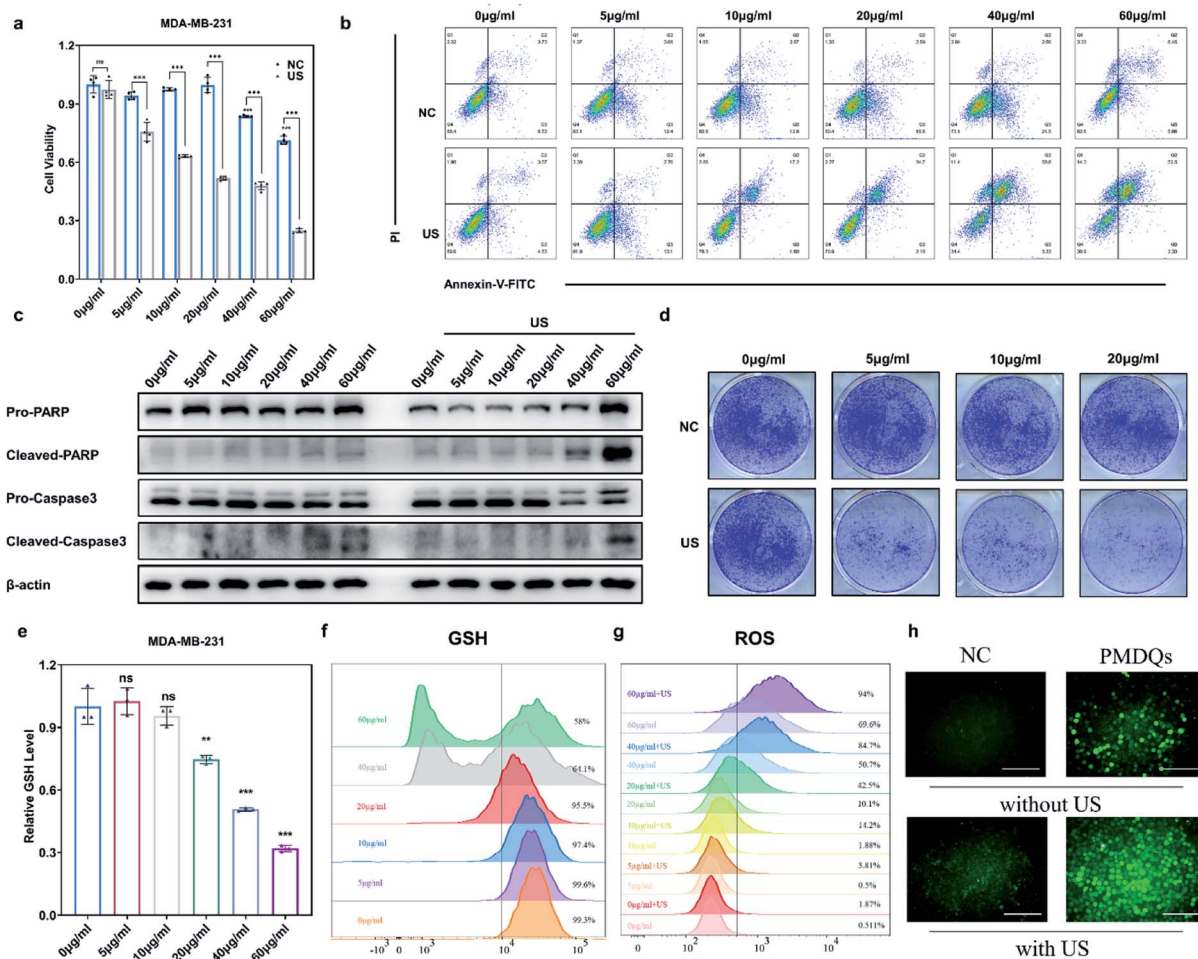 a
MDA-MB-231
Cell Viability
1.2
0.9
0.6
0.3
0.0
NC
US
ns
***
***
***
***
***
***
***
0μg/ml
5μg/ml
10μg/ml
20μg/ml
40μg/ml
60μg/ml
b
0μg/ml 5μg/ml 10μg/ml 20μg/ml 40μg/ml 60μg/ml
PI
NC
US
Annexin-V-FITC
c
US
0μg/ml 5μg/ml 10μg/ml 20μg/ml 40μg/ml 60μg/ml 0μg/ml 5μg/ml 10μg/ml 20μg/ml 40μg/ml 60μg/ml
Pro-PARP
Cleaved-PARP
Pro-Caspase3
Cleaved-Caspase3
β-actin
d
0μg/ml 5μg/ml 10μg/ml 20μg/ml
NC
US
e
MDA-MB-231
Relative GSH Level
1.2
0.9
0.6
0.3
0.0
ns
ns
**
***
***
0μg/ml
5μg/ml
10μg/ml
20μg/ml
40μg/ml
60μg/ml
f
GSH
60μg/ml 58%
40μg/ml 64.1%
20μg/ml 95.5%
10μg/ml 97.4%
5μg/ml 99.6%
0μg/ml 99.3%
-10³ 0 10³ 10⁴ 10⁵
g
ROS
60μg/ml+US 94%
60μg/ml 69.6%
40μg/ml+US 84.7%
40μg/ml 50.7%
20μg/ml+US 42.5%
20μg/ml 10.1%
10μg/ml+US 14.2%
10μg/ml 1.88%
5μg/ml+US 3.81%
5μg/ml 0.5%
0μg/ml+US 1.87%
0μg/ml 0.511%
0 10² 10³ 10⁴
h
NC PMDQs
without US
with US